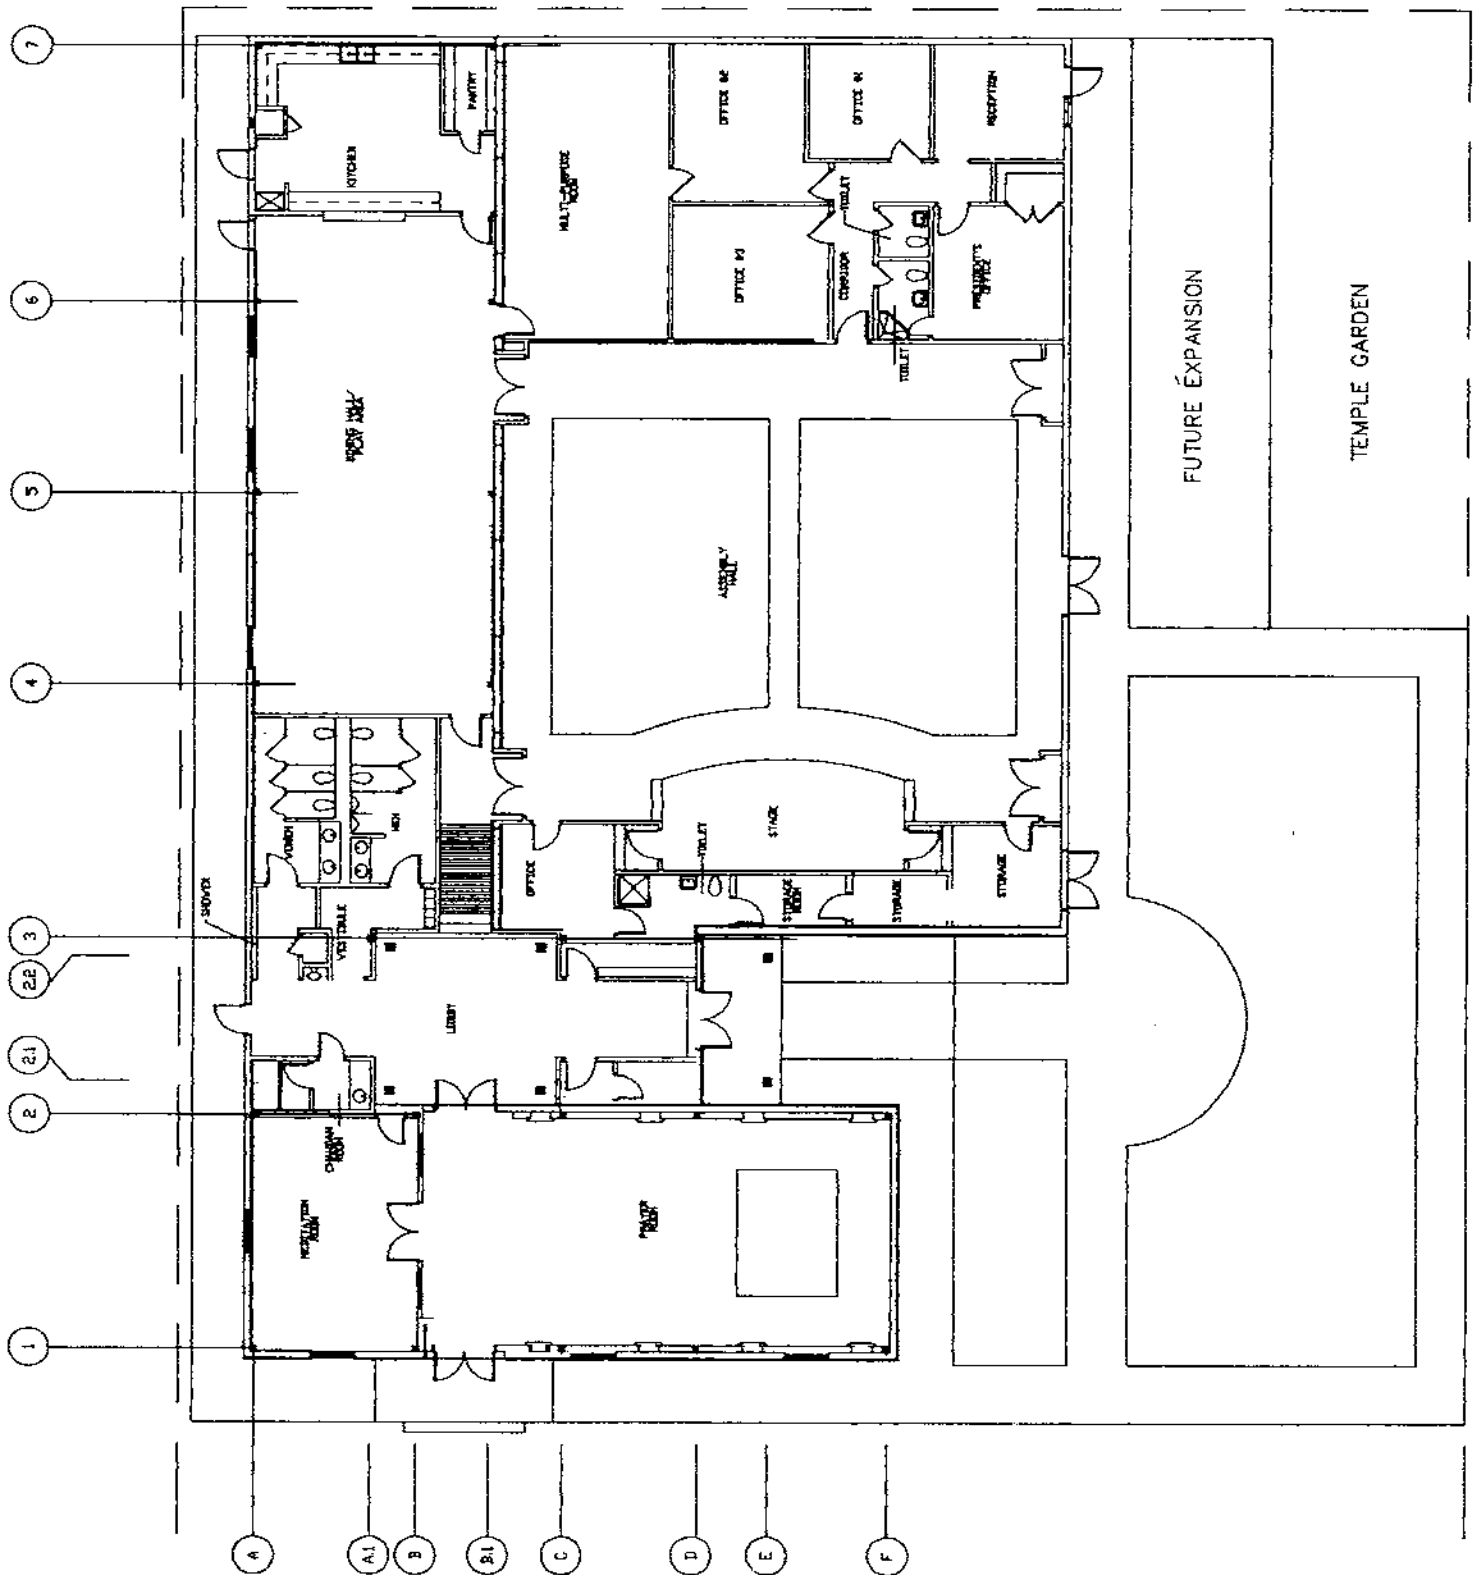 7
6
5
4
3
2.2
2.1
2
1
A
A.1
B
B.1
C
D
E
F
KITCHEN
PANTRY
MULTI-PURPOSE
ROOM
OFFICE #2
OFFICE #1
RECEPTION
OFFICE #3
TOILET
CORRIDOR
PRESIDENT'S
OFFICE
TOILET
DINING HALL/
PLAY AREA
ASSEMBLY
HALL
FUTURE EXPANSION
TEMPLE GARDEN
WOMEN
MEN
SHOWER
VESTIBULE
OFFICE
STAGE
TOILET
STORAGE
ROOM
STORAGE
STORAGE
LOBBY
ROOM
MEDITATION
ROOM
PRAYER
ROOM